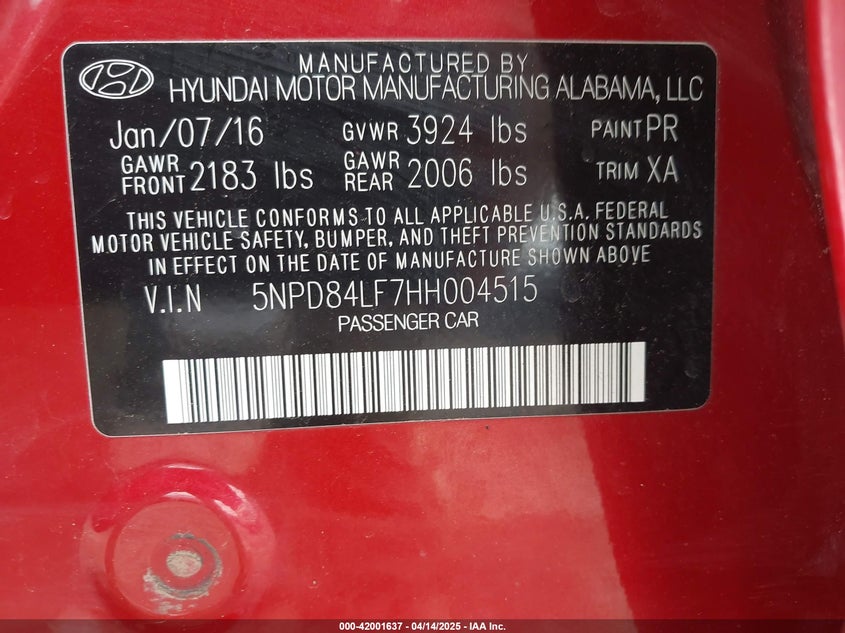 MANUFACTURED BY
HYUNDAI MOTOR MANUFACTURING ALABAMA, LLC
Jan/07/16 GVWR 3924 lbs PAINT PR
GAWR FRONT 2183 lbs GAWR REAR 2006 lbs TRIM XA
THIS VEHICLE CONFORMS TO ALL APPLICABLE U.S.A. FEDERAL
MOTOR VEHICLE SAFETY, BUMPER, AND THEFT PREVENTION STANDARDS
IN EFFECT ON THE DATE OF MANUFACTURE SHOWN ABOVE
V.I.N 5NPD84LF7HH004515
PASSENGER CAR
000-42001637 - 04/14/2025 - IAA Inc.